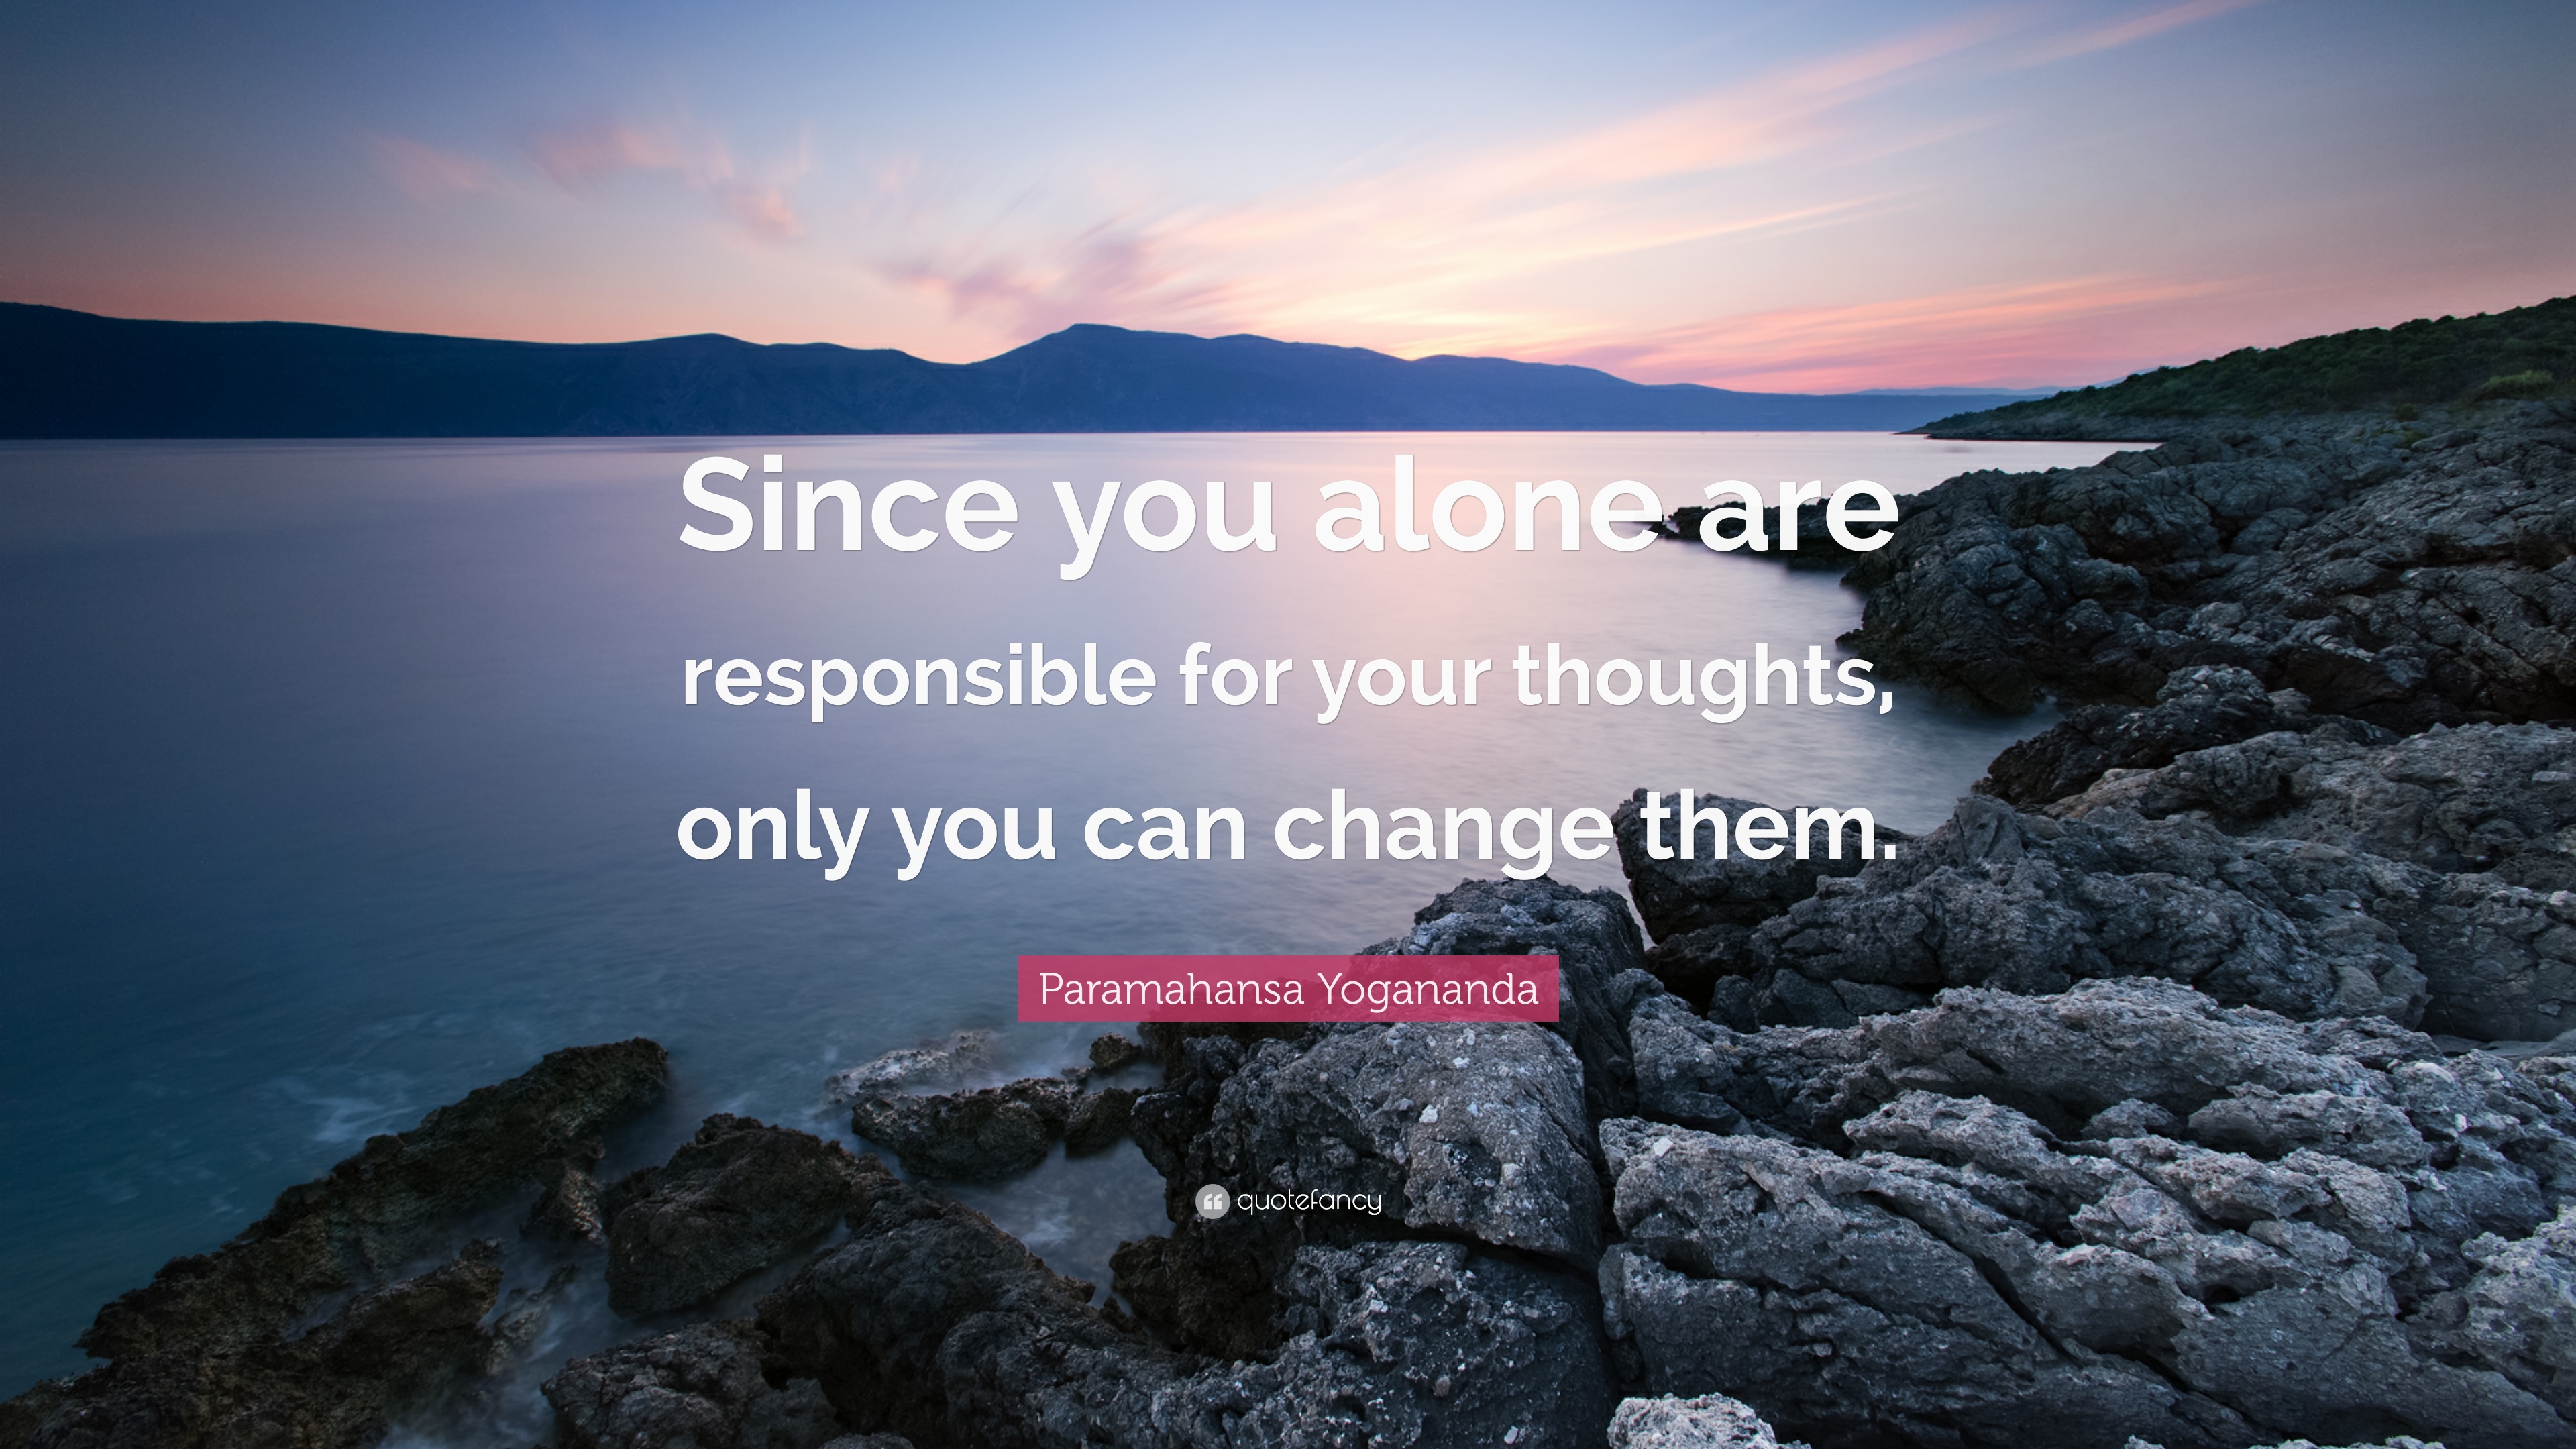 Since you alone are
responsible for your thoughts,
only you can change them.
Paramahansa Yogananda
quotefancy